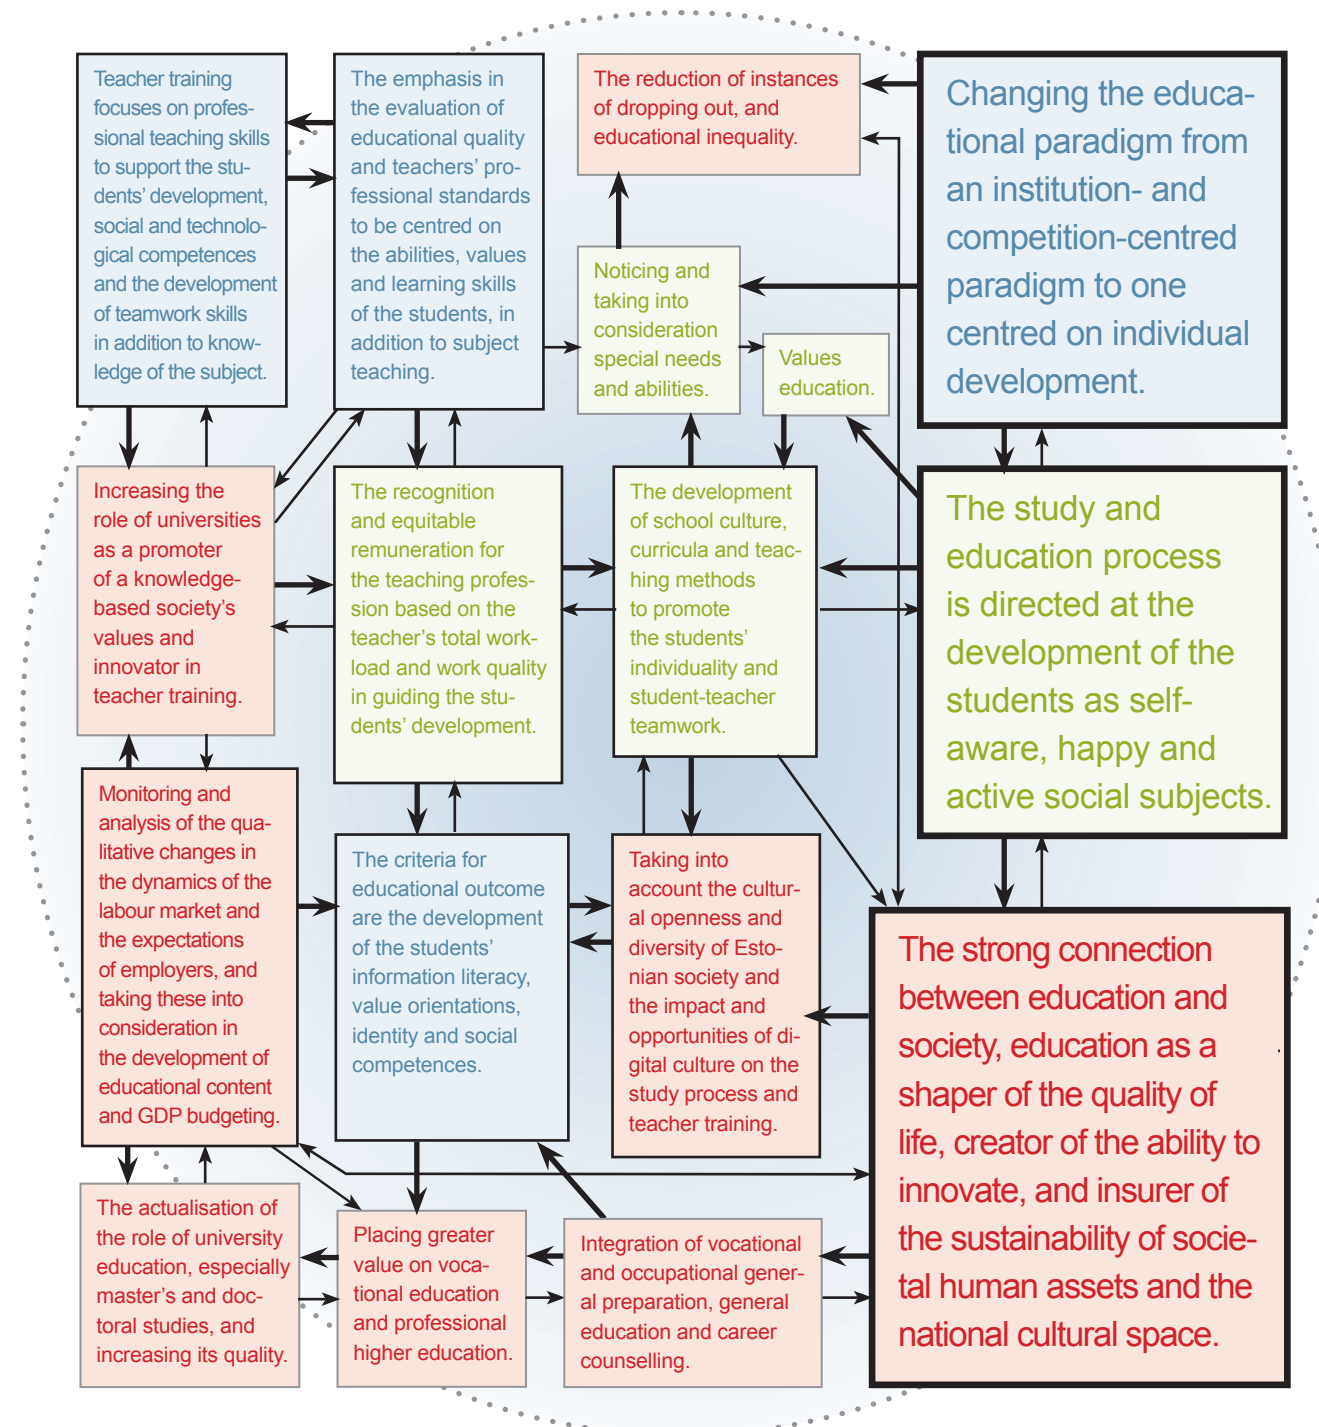 Teacher training
focuses on profes-
sional teaching skills
to support the stu-
dents’ development,
social and technolo-
gical competences
and the development
of teamwork skills
in addition to know-
ledge of the subject.
The emphasis in
the evaluation of
educational quality
and teachers’ pro-
fessional standards
to be centred on
the abilities, values
and learning skills
of the students, in
addition to subject
teaching.
The reduction of instances
of dropping out, and
educational inequality.
Changing the educa-
tional paradigm from
an institution- and
competition-centred
paradigm to one
centred on individual
development.
Noticing and
taking into
consideration
special needs
and abilities.
Values
education.
Increasing the
role of universities
as a promoter
of a knowledge-
based society’s
values and
innovator in
teacher training.
The recognition
and equitable
remuneration for
the teaching profes-
sion based on the
teacher’s total work-
load and work quality
in guiding the stu-
dents’ development.
The development
of school culture,
curricula and teac-
hing methods
to promote
the students’
individuality and
student-teacher
teamwork.
The study and
education process
is directed at the
development of the
students as self-
aware, happy and
active social subjects.
Monitoring and
analysis of the qua-
litative changes in
the dynamics of the
labour market and
the expectations
of employers, and
taking these into
consideration in
the development of
educational content
and GDP budgeting.
The criteria for
educational outcome
are the development
of the students’
information literacy,
value orientations,
identity and social
competences.
Taking into
account the cultur-
al openness and
diversity of Esto-
nian society and
the impact and
opportunities of di-
gital culture on the
study process and
teacher training.
The strong connection
between education and
society, education as a
shaper of the quality of
life, creator of the ability to
innovate, and insurer of
the sustainability of socie-
tal human assets and the
national cultural space.
The actualisation of
the role of university
education, especially
master’s and doc-
toral studies, and
increasing its quality.
Placing greater
value on voca-
tional education
and professional
higher education.
Integration of vocational
and occupational gener-
al preparation, general
education and career
counselling.